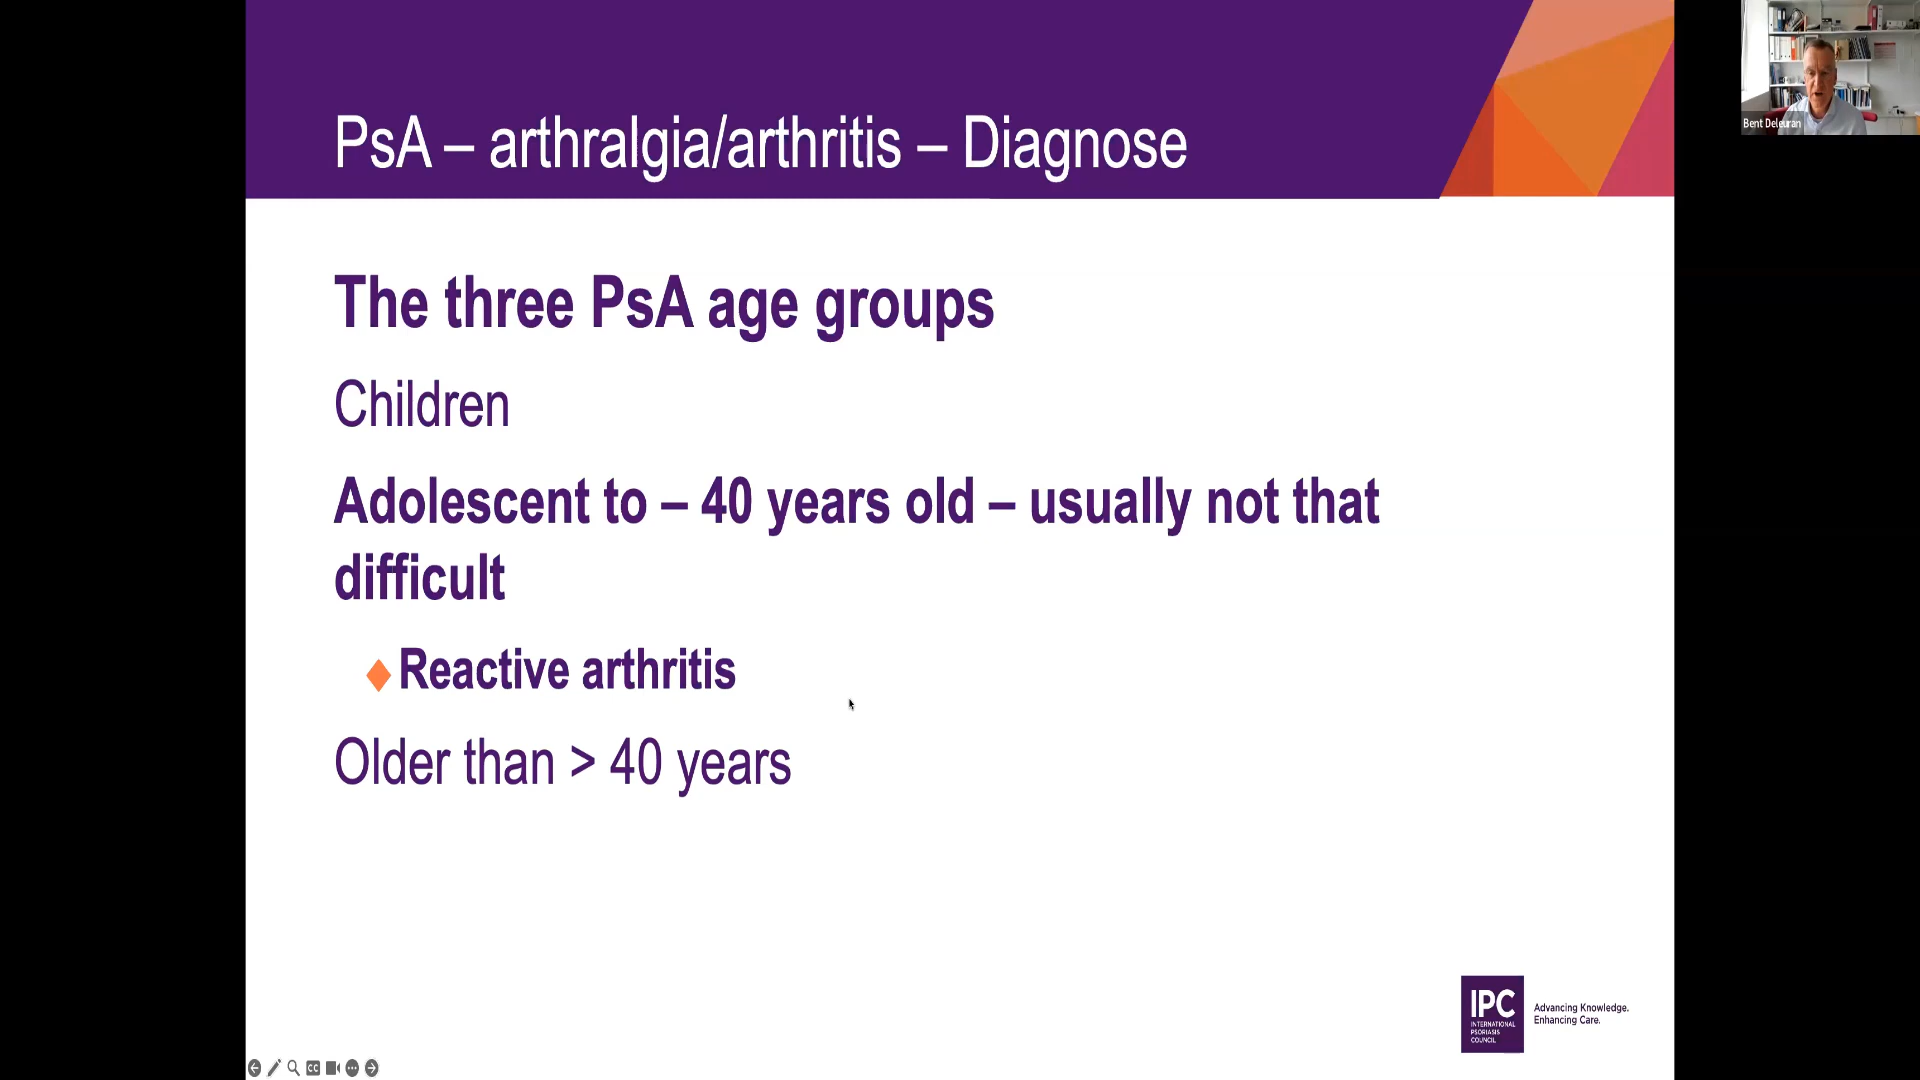 PsA – arthralgia/arthritis – Diagnose
Bent Deleuran
The three PsA age groups
Children
Adolescent to – 40 years old – usually not that
difficult
Reactive arthritis
Older than > 40 years
IPC
INTERNATIONAL
PSORIASIS
COUNCIL
Advancing Knowledge.
Enhancing Care.
CC